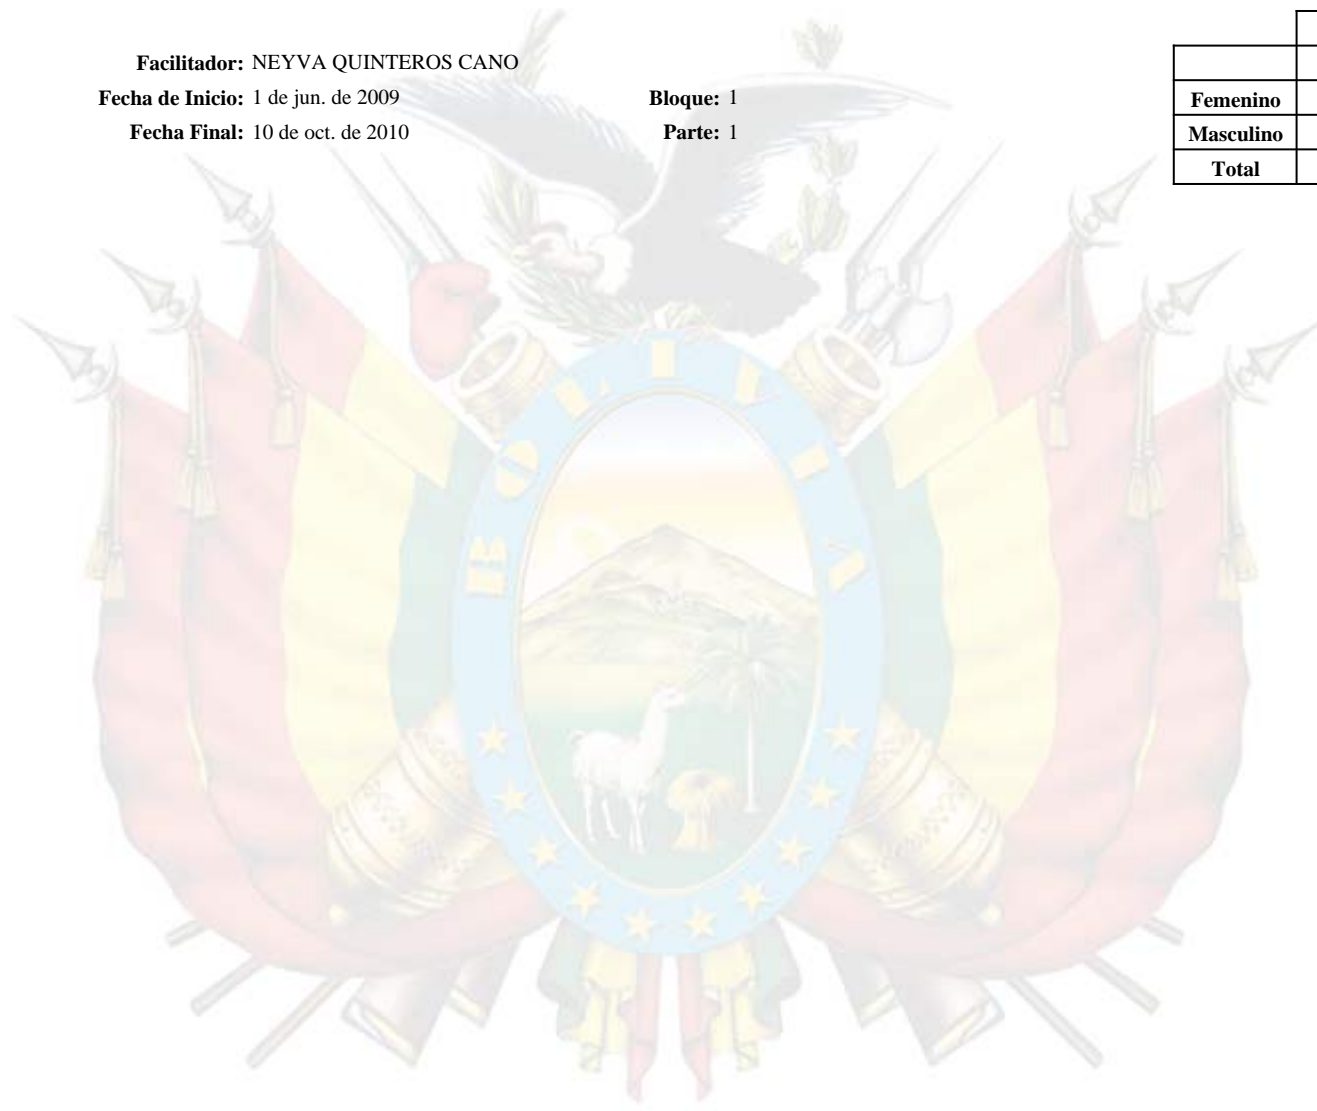 Facilitador: NEYVA QUINTEROS CANO
Fecha de Inicio: 1 de jun. de 2009 Bloque: 1
Fecha Final: 10 de oct. de 2010 Parte: 1
Femenino
Masculino
Total
BOLIVIA